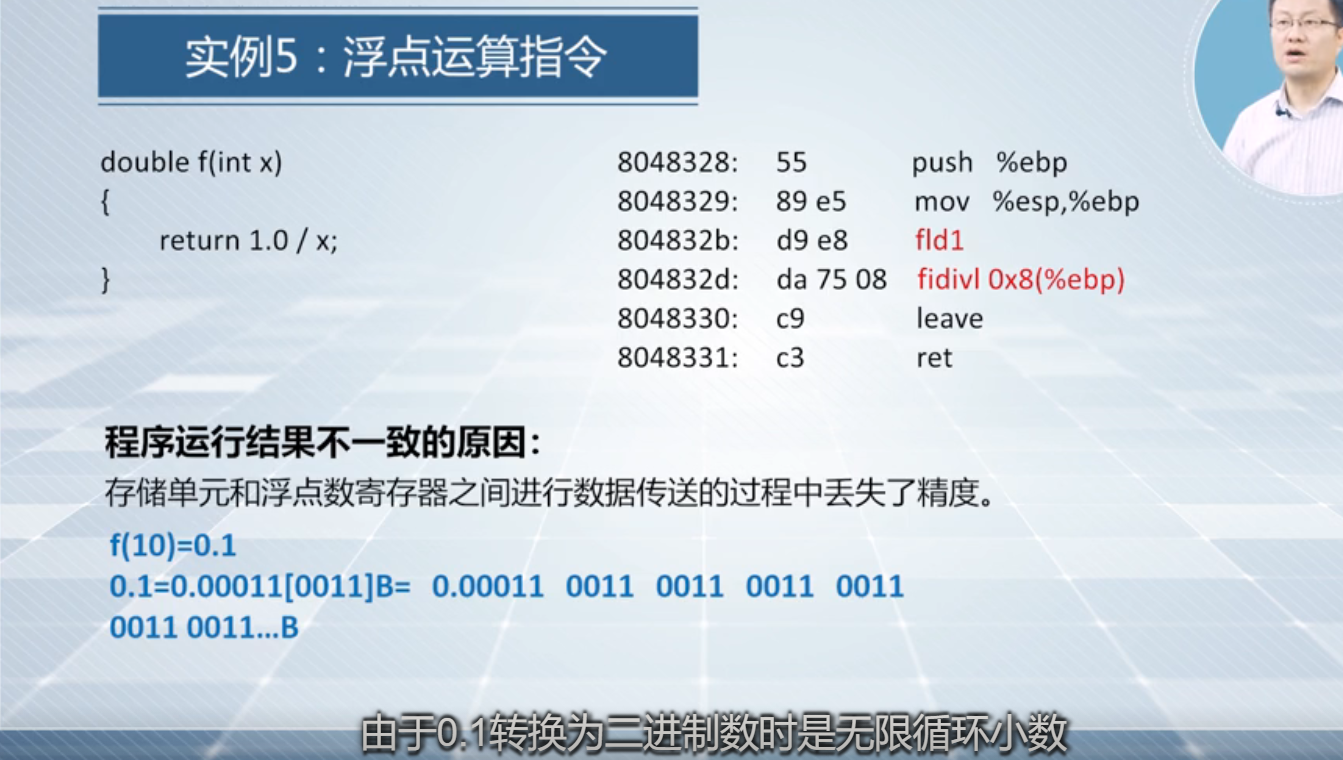 实例5：浮点运算指令
double f(int x)
{
return 1.0 / x;
}
8048328: 55 push %ebp
8048329: 89 e5 mov %esp,%ebp
804832b: d9 e8 fld1
804832d: da 75 08 fidivl 0x8(%ebp)
8048330: c9 leave
8048331: c3 ret
程序运行结果不一致的原因：
存储单元和浮点数寄存器之间进行数据传送的过程中丢失了精度。
f(10)=0.1
0.1=0.00011[0011]B= 0.00011 0011 0011 0011 0011
0011 0011...B
由于0.1转换为二进制数时是无限循环小数